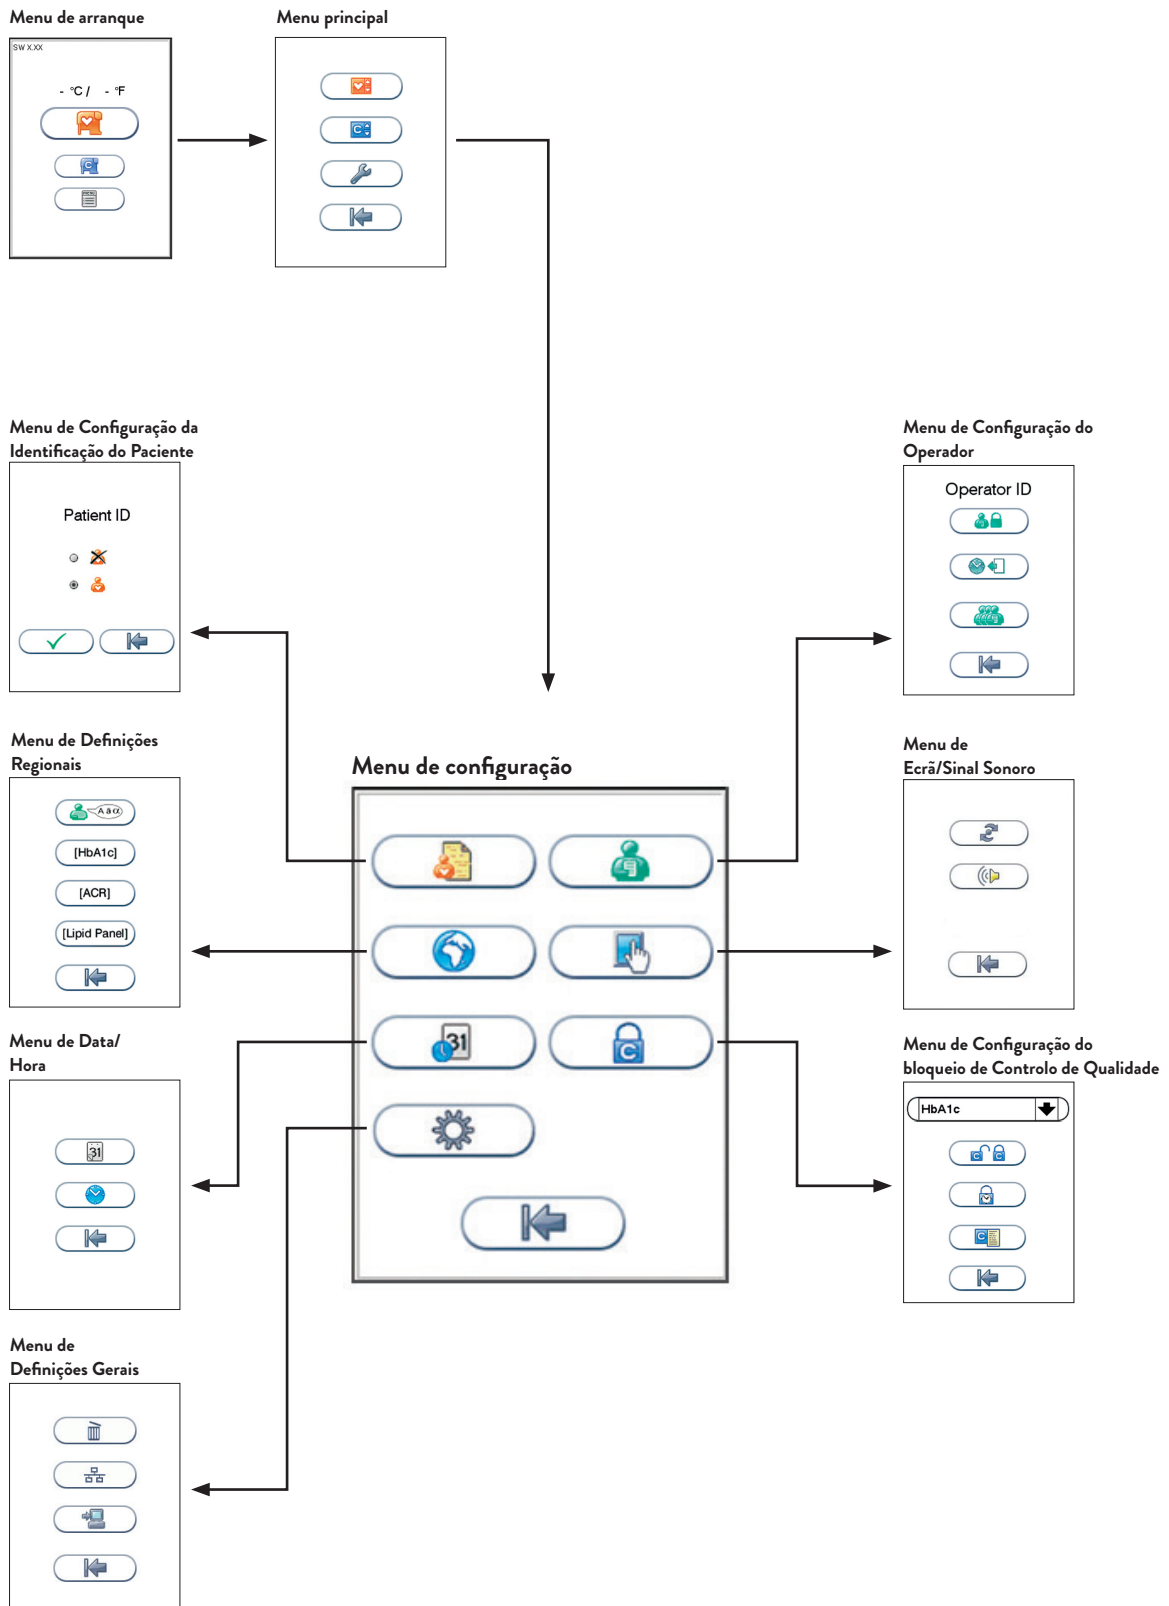 Menu de arranque
SW X.XX
- °C / - °F
MENU
Menu principal
C
Menu de Configuração da
Identificação do Paciente
Patient ID
Menu de Configuração do
Operador
Operator ID
Menu de Definições
Regionais
A ä α
[HbA1c]
[ACR]
[Lipid Panel]
Menu de configuração
31
C
Menu de
Ecrã/Sinal Sonoro
Menu de Data/
Hora
31
Menu de Configuração do
bloqueio de Controlo de Qualidade
HbA1c
C C
C
Menu de
Definições Gerais